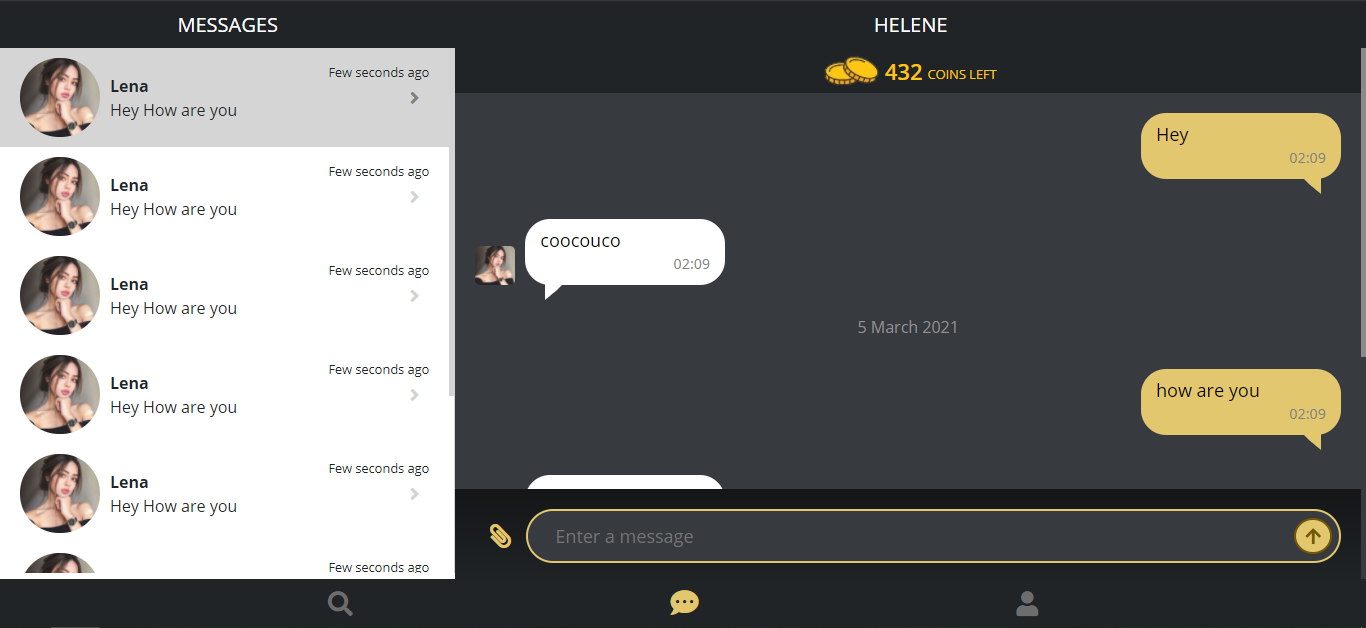 MESSAGES
Lena
Few seconds ago
Hey How are you
Lena
Few seconds ago
Hey How are you
Lena
Few seconds ago
Hey How are you
Lena
Few seconds ago
Hey How are you
Lena
Few seconds ago
Hey How are you
Few seconds ago
HELENE
432 COINS LEFT
Hey
02:09
coocouco
02:09
5 March 2021
how are you
02:09
Enter a message